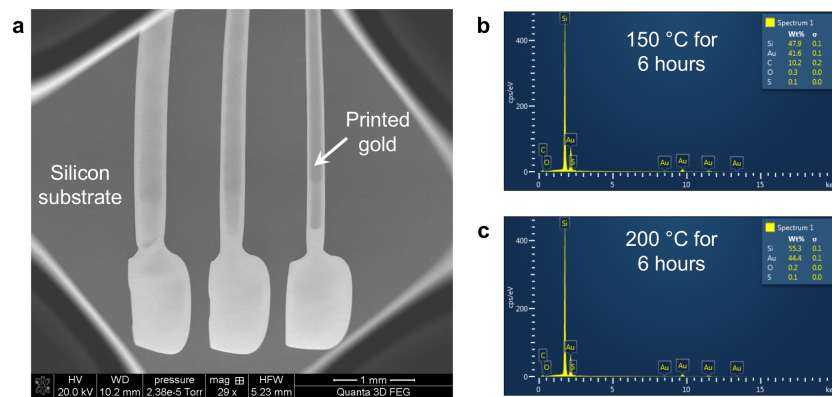 a
Silicon
substrate
Printed
gold
HV
WD
pressure
mag
HFW
1 mm
20.0 kV
10.2 mm
2.38e-5 Torr
29 x
5.23 mm
Quanta 3D FEG
b
150 °C for
6 hours
Spectrum 1
Wt% σ
Si 47.9 0.1
Au 41.6 0.1
C 10.2 0.2
O 0.3 0.0
S 0.1 0.0
cps/eV
400
200
0
Si
C
O
Au
S
Au
Au
Au
Au
0 5 10 15 ke
c
200 °C for
6 hours
Spectrum 1
Wt% σ
Si 55.3 0.1
Au 44.4 0.1
O 0.2 0.0
S 0.1 0.0
cps/eV
400
200
0
Si
C
O
Au
S
Au
Au
Au
Au
0 5 10 15 ke